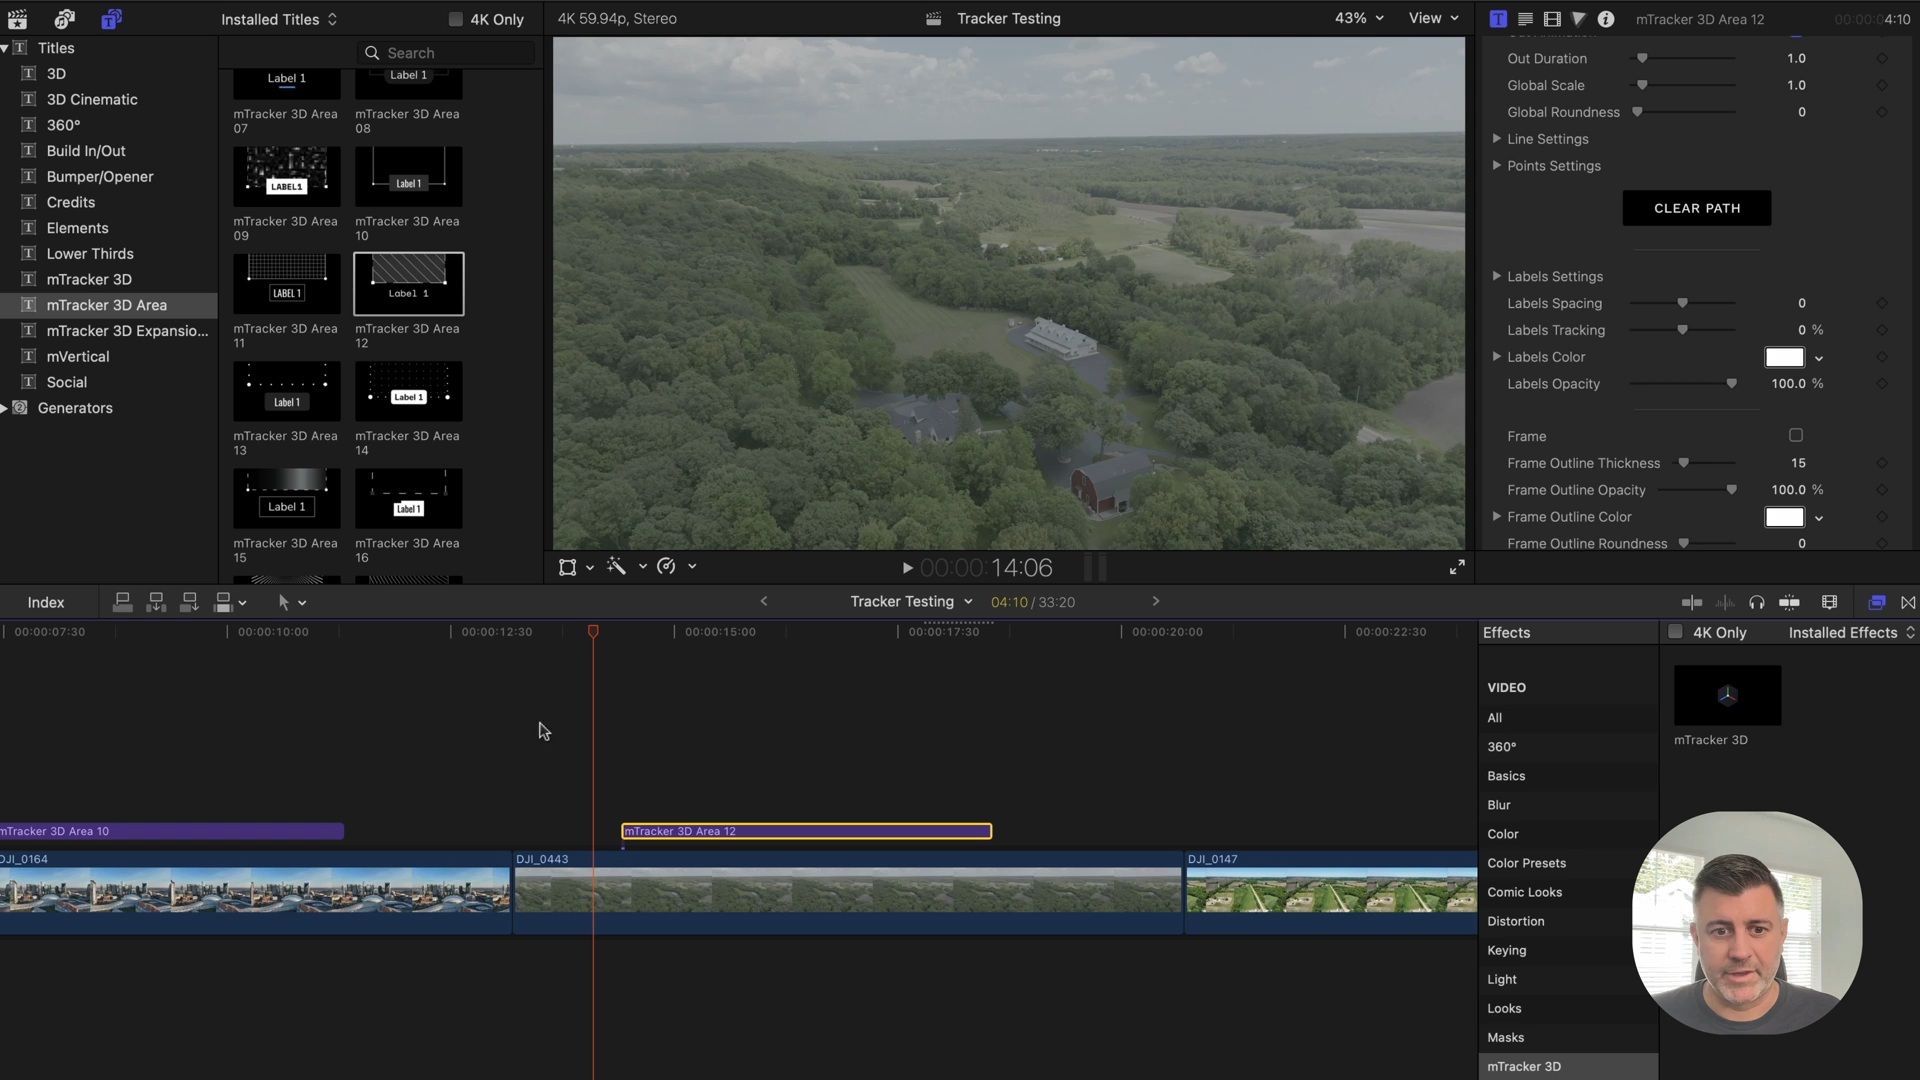 Installed Titles
4K Only
4K 59.94p, Stereo
Tracker Testing
43%
View
mTracker 3D Area 12
00:00:04:10
Titles
3D
3D Cinematic
360°
Build In/Out
Bumper/Opener
Credits
Elements
Lower Thirds
mTracker 3D
mTracker 3D Area
mTracker 3D Expansio...
mVertical
Social
Generators
Search
Label 1
Label 1
mTracker 3D Area
07
mTracker 3D Area
08
LABEL1
Label 1
mTracker 3D Area
09
mTracker 3D Area
10
LABEL 1
Label 1
mTracker 3D Area
11
mTracker 3D Area
12
Label 1
Label 1
mTracker 3D Area
13
mTracker 3D Area
14
Label 1
Label 1
mTracker 3D Area
15
mTracker 3D Area
16
00:00:14:06
Out Duration 1.0
Global Scale 1.0
Global Roundness 0
Line Settings
Points Settings
CLEAR PATH
Labels Settings
Labels Spacing 0
Labels Tracking 0 %
Labels Color
Labels Opacity 100.0 %
Frame
Frame Outline Thickness 15
Frame Outline Opacity 100.0 %
Frame Outline Color
Frame Outline Roundness 0
Index
Tracker Testing
04:10 / 33:20
00:00:07:30
00:00:10:00
00:00:12:30
00:00:15:00
00:00:17:30
00:00:20:00
00:00:22:30
mTracker 3D Area 10
mTracker 3D Area 12
DJI_0164
DJI_0443
DJI_0147
Effects
4K Only
Installed Effects
VIDEO
All
360°
Basics
Blur
Color
Color Presets
Comic Looks
Distortion
Keying
Light
Looks
Masks
mTracker 3D
mTracker 3D